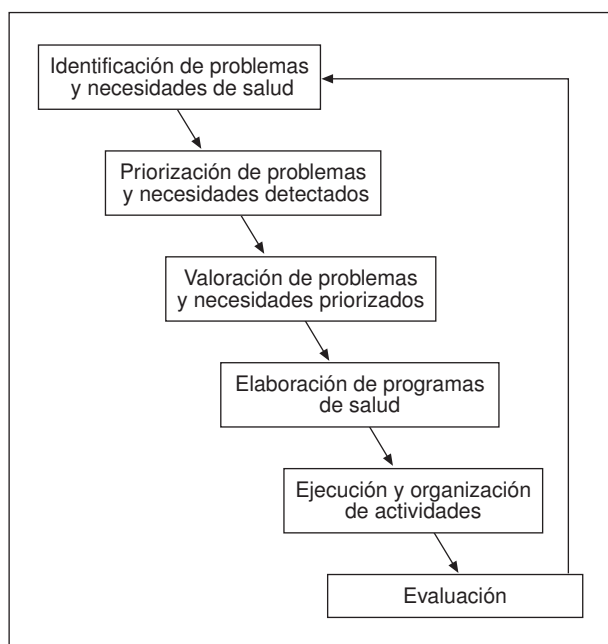 Identificación de problemas
y necesidades de salud
Priorización de problemas
y necesidades detectados
Valoración de problemas
y necesidades priorizados
Elaboración de programas
de salud
Ejecución y organización
de actividades
Evaluación